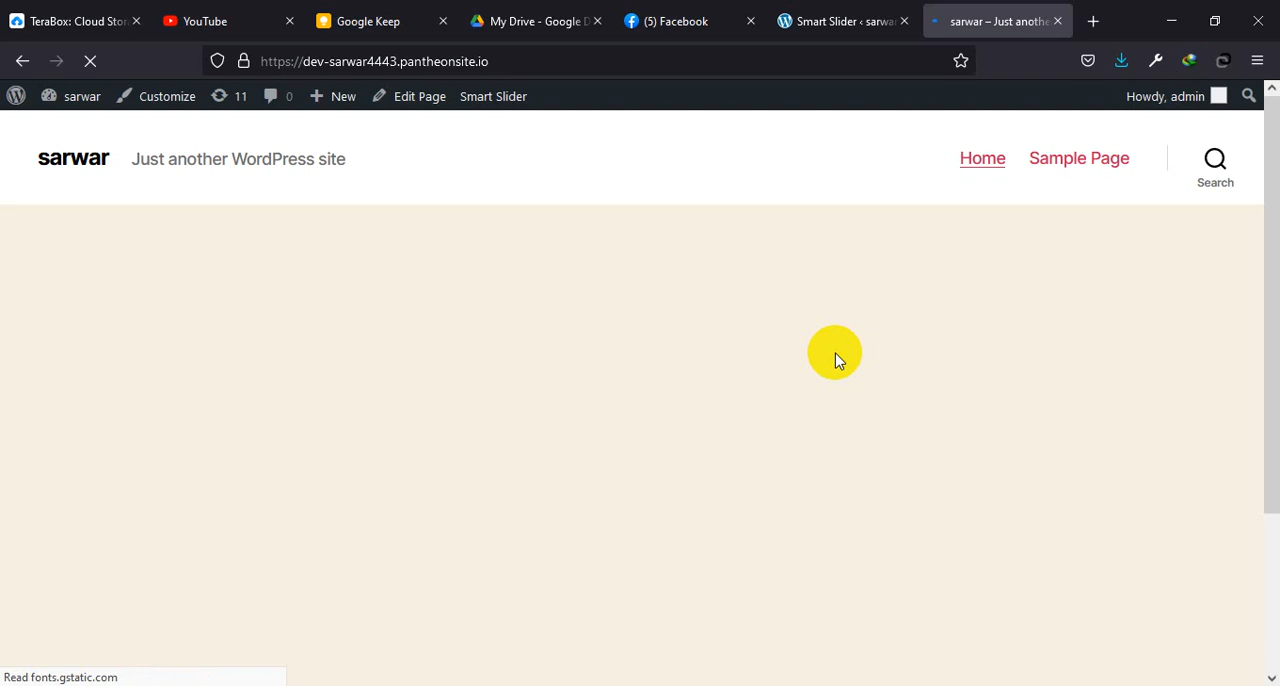 TeraBox: Cloud Stor
YouTube
Google Keep
My Drive - Google D
(5) Facebook
Smart Slider ‹ sarwa
sarwar – Just anothe
https://dev-sarwar4443.pantheonsite.io
sarwar
Customize
11
0
New
Edit Page
Smart Slider
Howdy, admin
sarwar
Just another WordPress site
Home
Sample Page
Search
Read fonts.gstatic.com